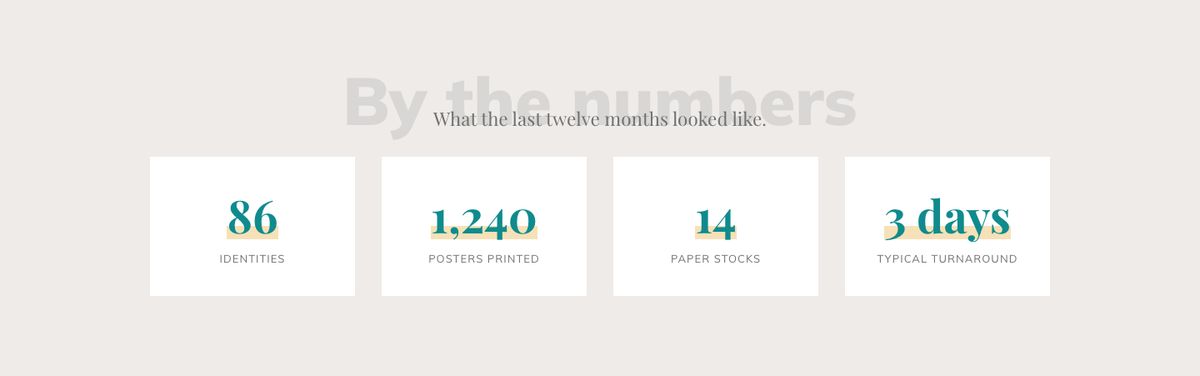 By the numbers
What the last twelve months looked like.
86
IDENTITIES
1,240
POSTERS PRINTED
14
PAPER STOCKS
3 days
TYPICAL TURNAROUND